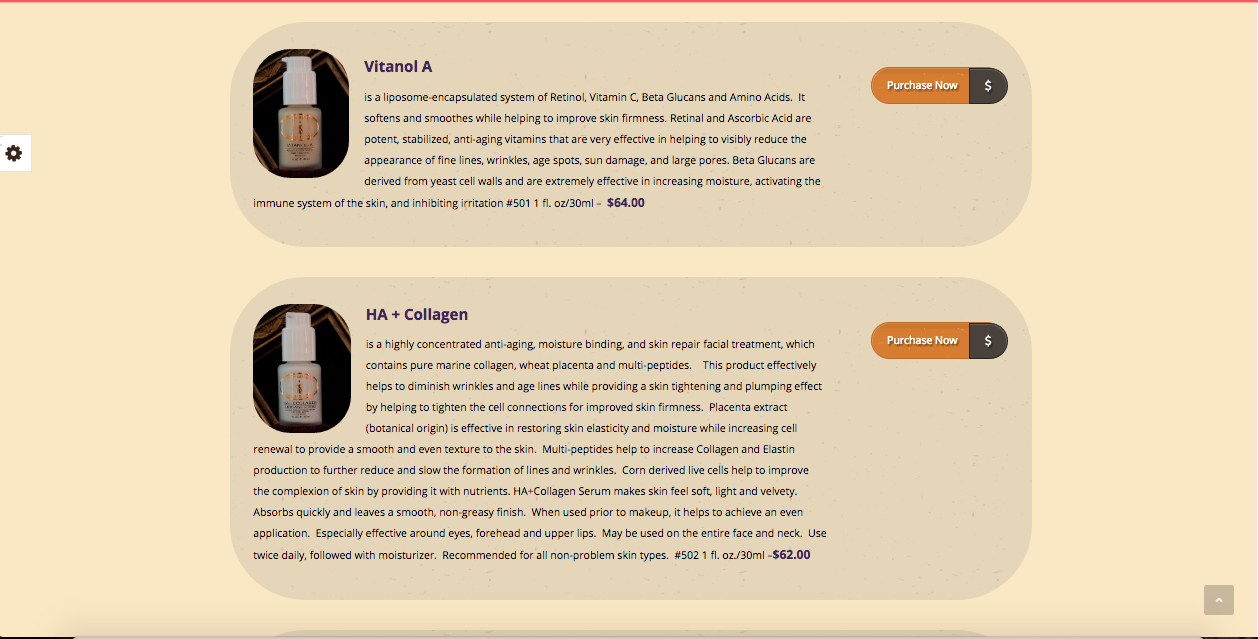 Vitanol A
is a liposome-encapsulated system of Retinol, Vitamin C, Beta Glucans and Amino Acids.  It
softens and smoothes while helping to improve skin firmness. Retinal and Ascorbic Acid are
potent, stabilized, anti-aging vitamins that are very effective in helping to visibly reduce the
appearance of fine lines, wrinkles, age spots, sun damage, and large pores. Beta Glucans are
derived from yeast cell walls and are extremely effective in increasing moisture, activating the
immune system of the skin, and inhibiting irritation #501 1 fl. oz/30ml –  $64.00
Purchase Now $
VITANOL A
HA + Collagen
is a highly concentrated anti-aging, moisture binding, and skin repair facial treatment, which
contains pure marine collagen, wheat placenta and multi-peptides.    This product effectively
helps to diminish wrinkles and age lines while providing a skin tightening and plumping effect
by helping to tighten the cell connections for improved skin firmness.  Placenta extract
(botanical origin) is effective in restoring skin elasticity and moisture while increasing cell
renewal to provide a smooth and even texture to the skin.  Multi-peptides help to increase Collagen and Elastin
production to further reduce and slow the formation of lines and wrinkles.  Corn derived live cells help to improve
the complexion of skin by providing it with nutrients. HA+Collagen Serum makes skin feel soft, light and velvety.
Absorbs quickly and leaves a smooth, non-greasy finish.  When used prior to makeup, it helps to achieve an even
application.  Especially effective around eyes, forehead and upper lips.  May be used on the entire face and neck.  Use
twice daily, followed with moisturizer.  Recommended for all non-problem skin types.  #502 1 fl. oz./30ml –$62.00
Purchase Now $